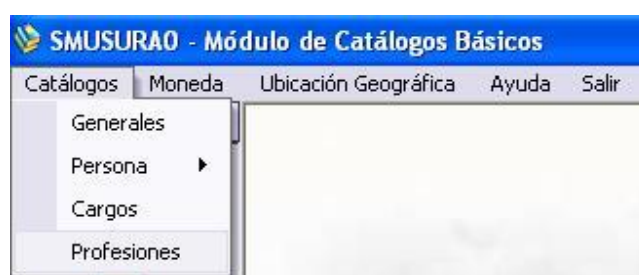 SMUSURA0 - Módulo de Catálogos Básicos
Catálogos Moneda Ubicación Geográfica Ayuda Salir
Generales
Persona
Cargos
Profesiones